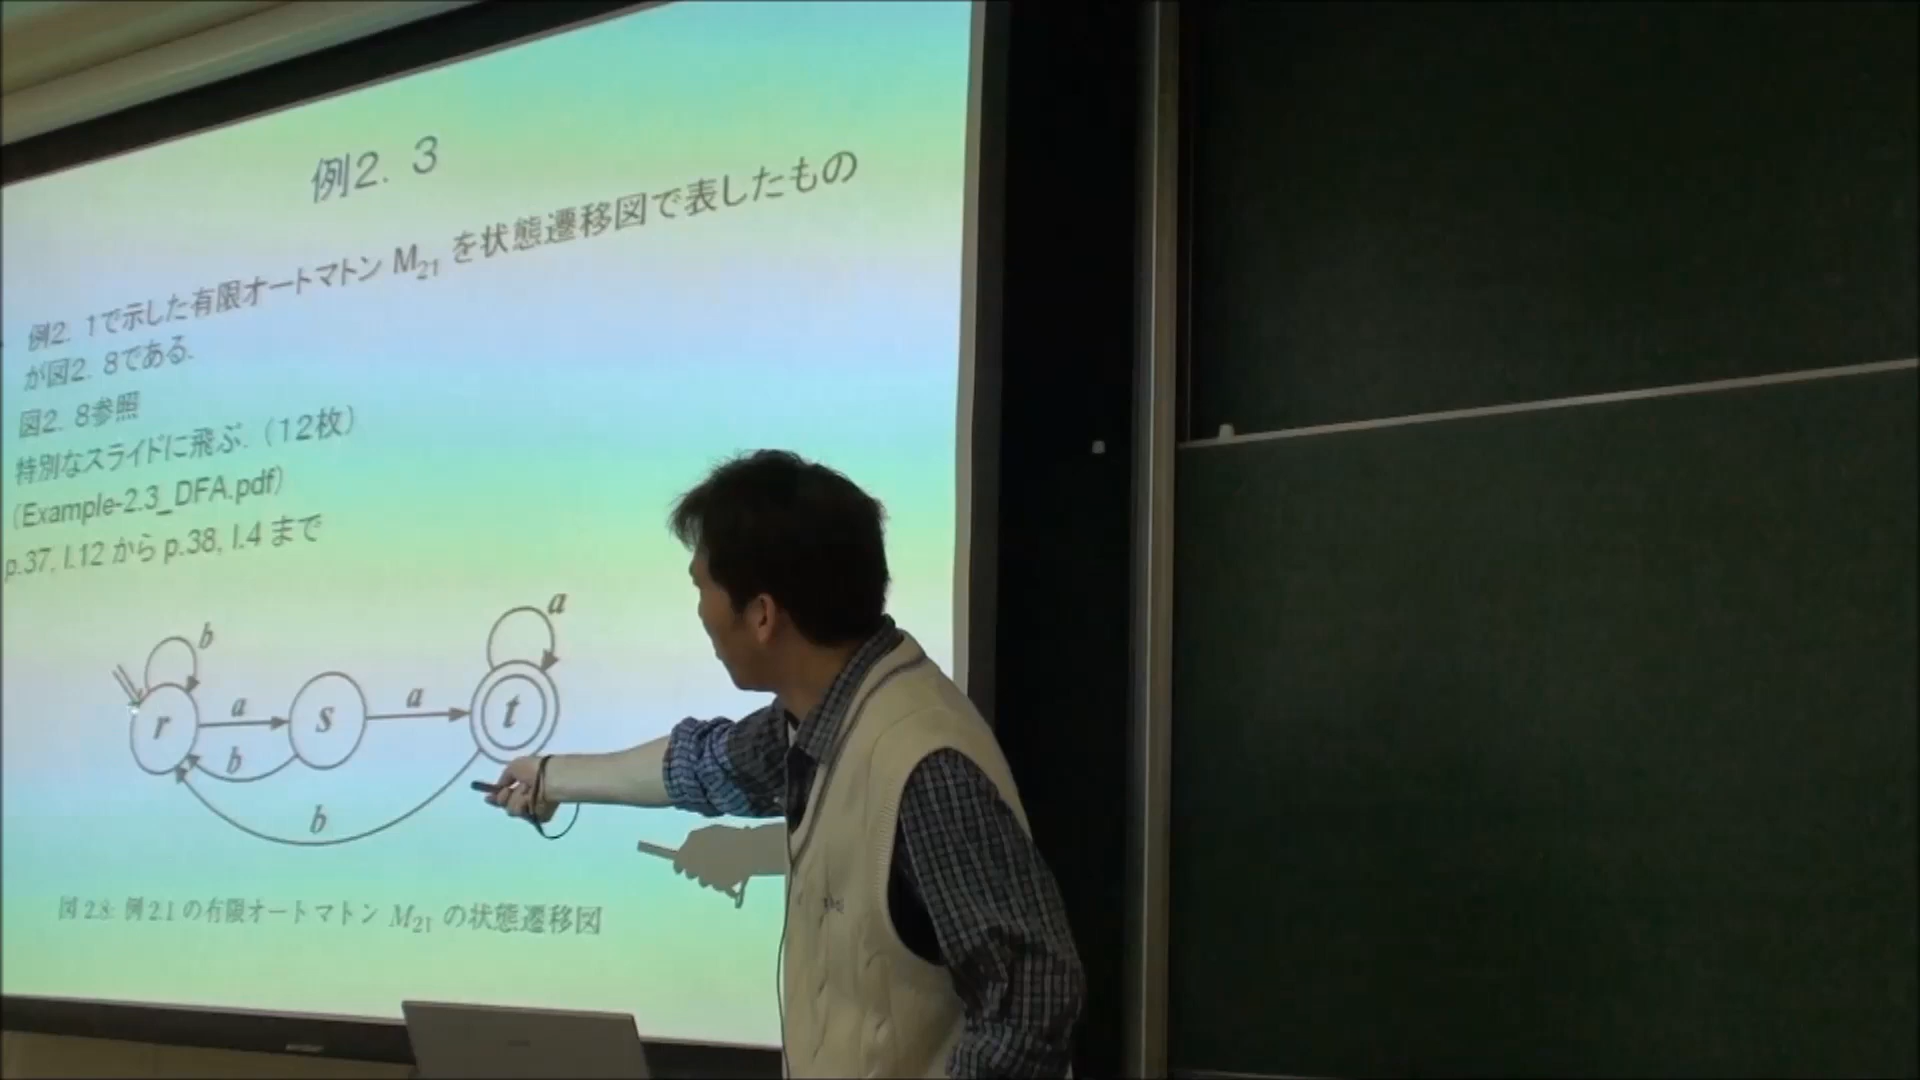 例2. 3
例2. 1で示した有限オートマトン M21 を状態遷移図で表したもの
が図2. 8である.
図2. 8参照
特別なスライドに飛ぶ. (12枚)
(Example-2.3_DFA.pdf)
p.37, l.12 から p.38, l.4 まで
b
a
r
a
s
a
t
b
b
図 2.8: 例 2.1 の有限オートマトン M21 の状態遷移図